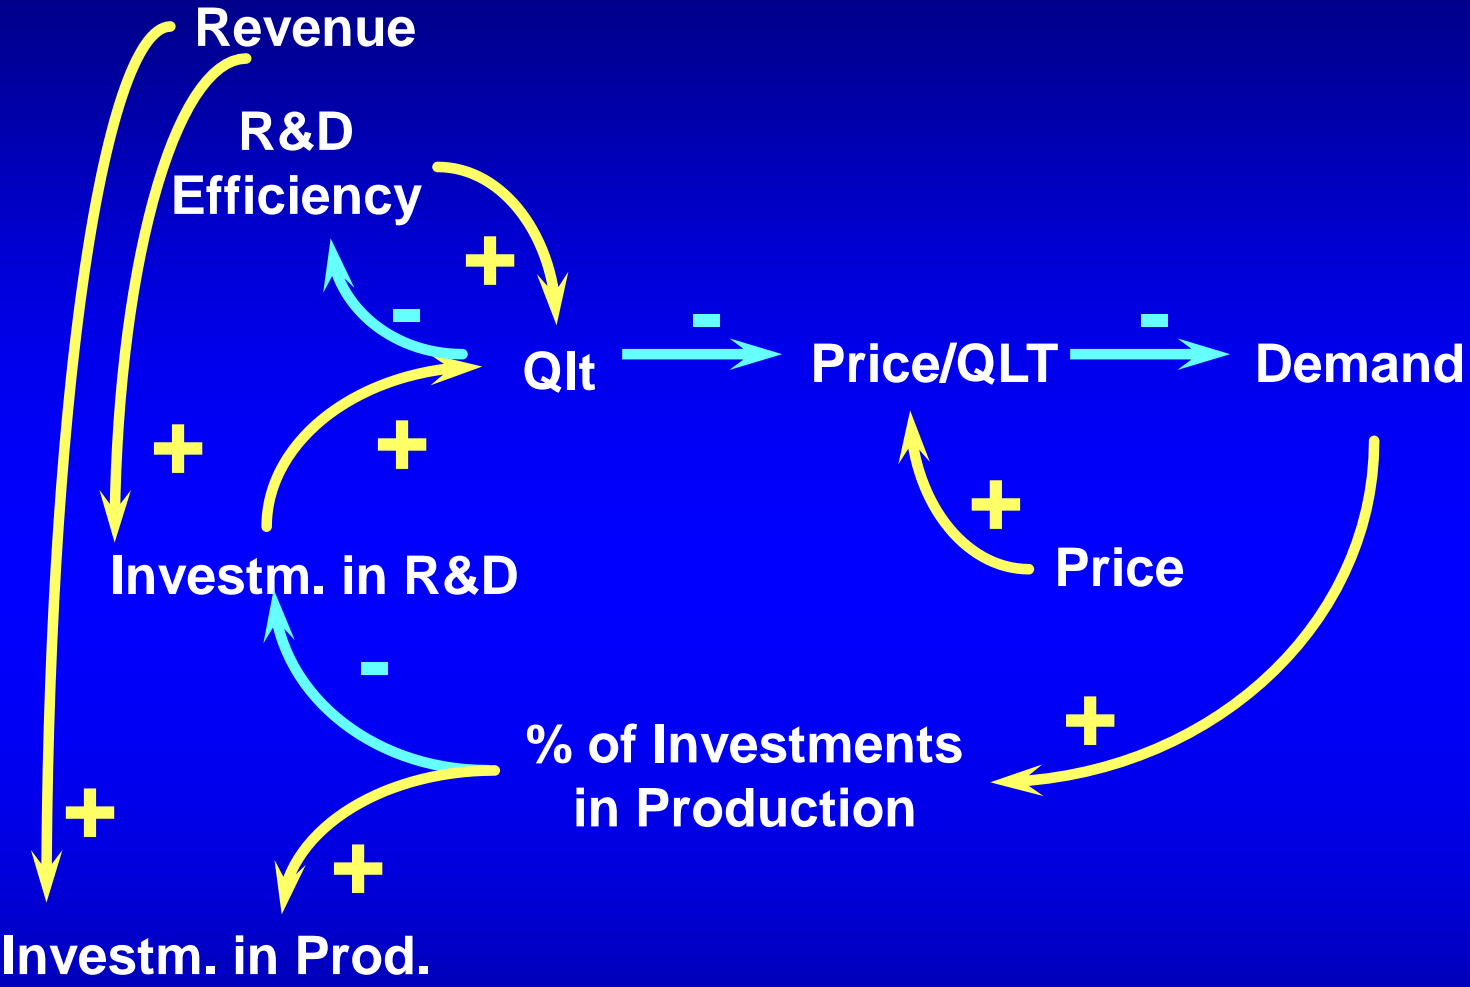 Revenue
R&D
Efficiency
+
-
-
-
Qlt
Price/QLT
Demand
+
+
+
Investm. in R&D
Price
-
+
% of Investments
in Production
+
+
Investm. in Prod.